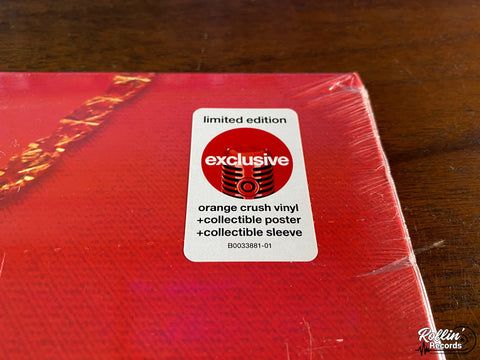 limited edition
exclusive
orange crush vinyl
+collectible poster
+collectible sleeve
B0033881-01
Rollin'
Records